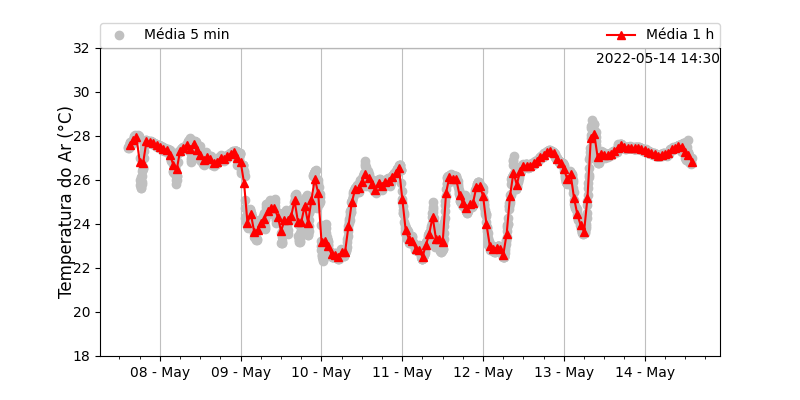 Média 5 min
Média 1 h
2022-05-14 14:30
Temperatura do Ar (°C)
32
30
28
26
24
22
20
18
08 - May
09 - May
10 - May
11 - May
12 - May
13 - May
14 - May